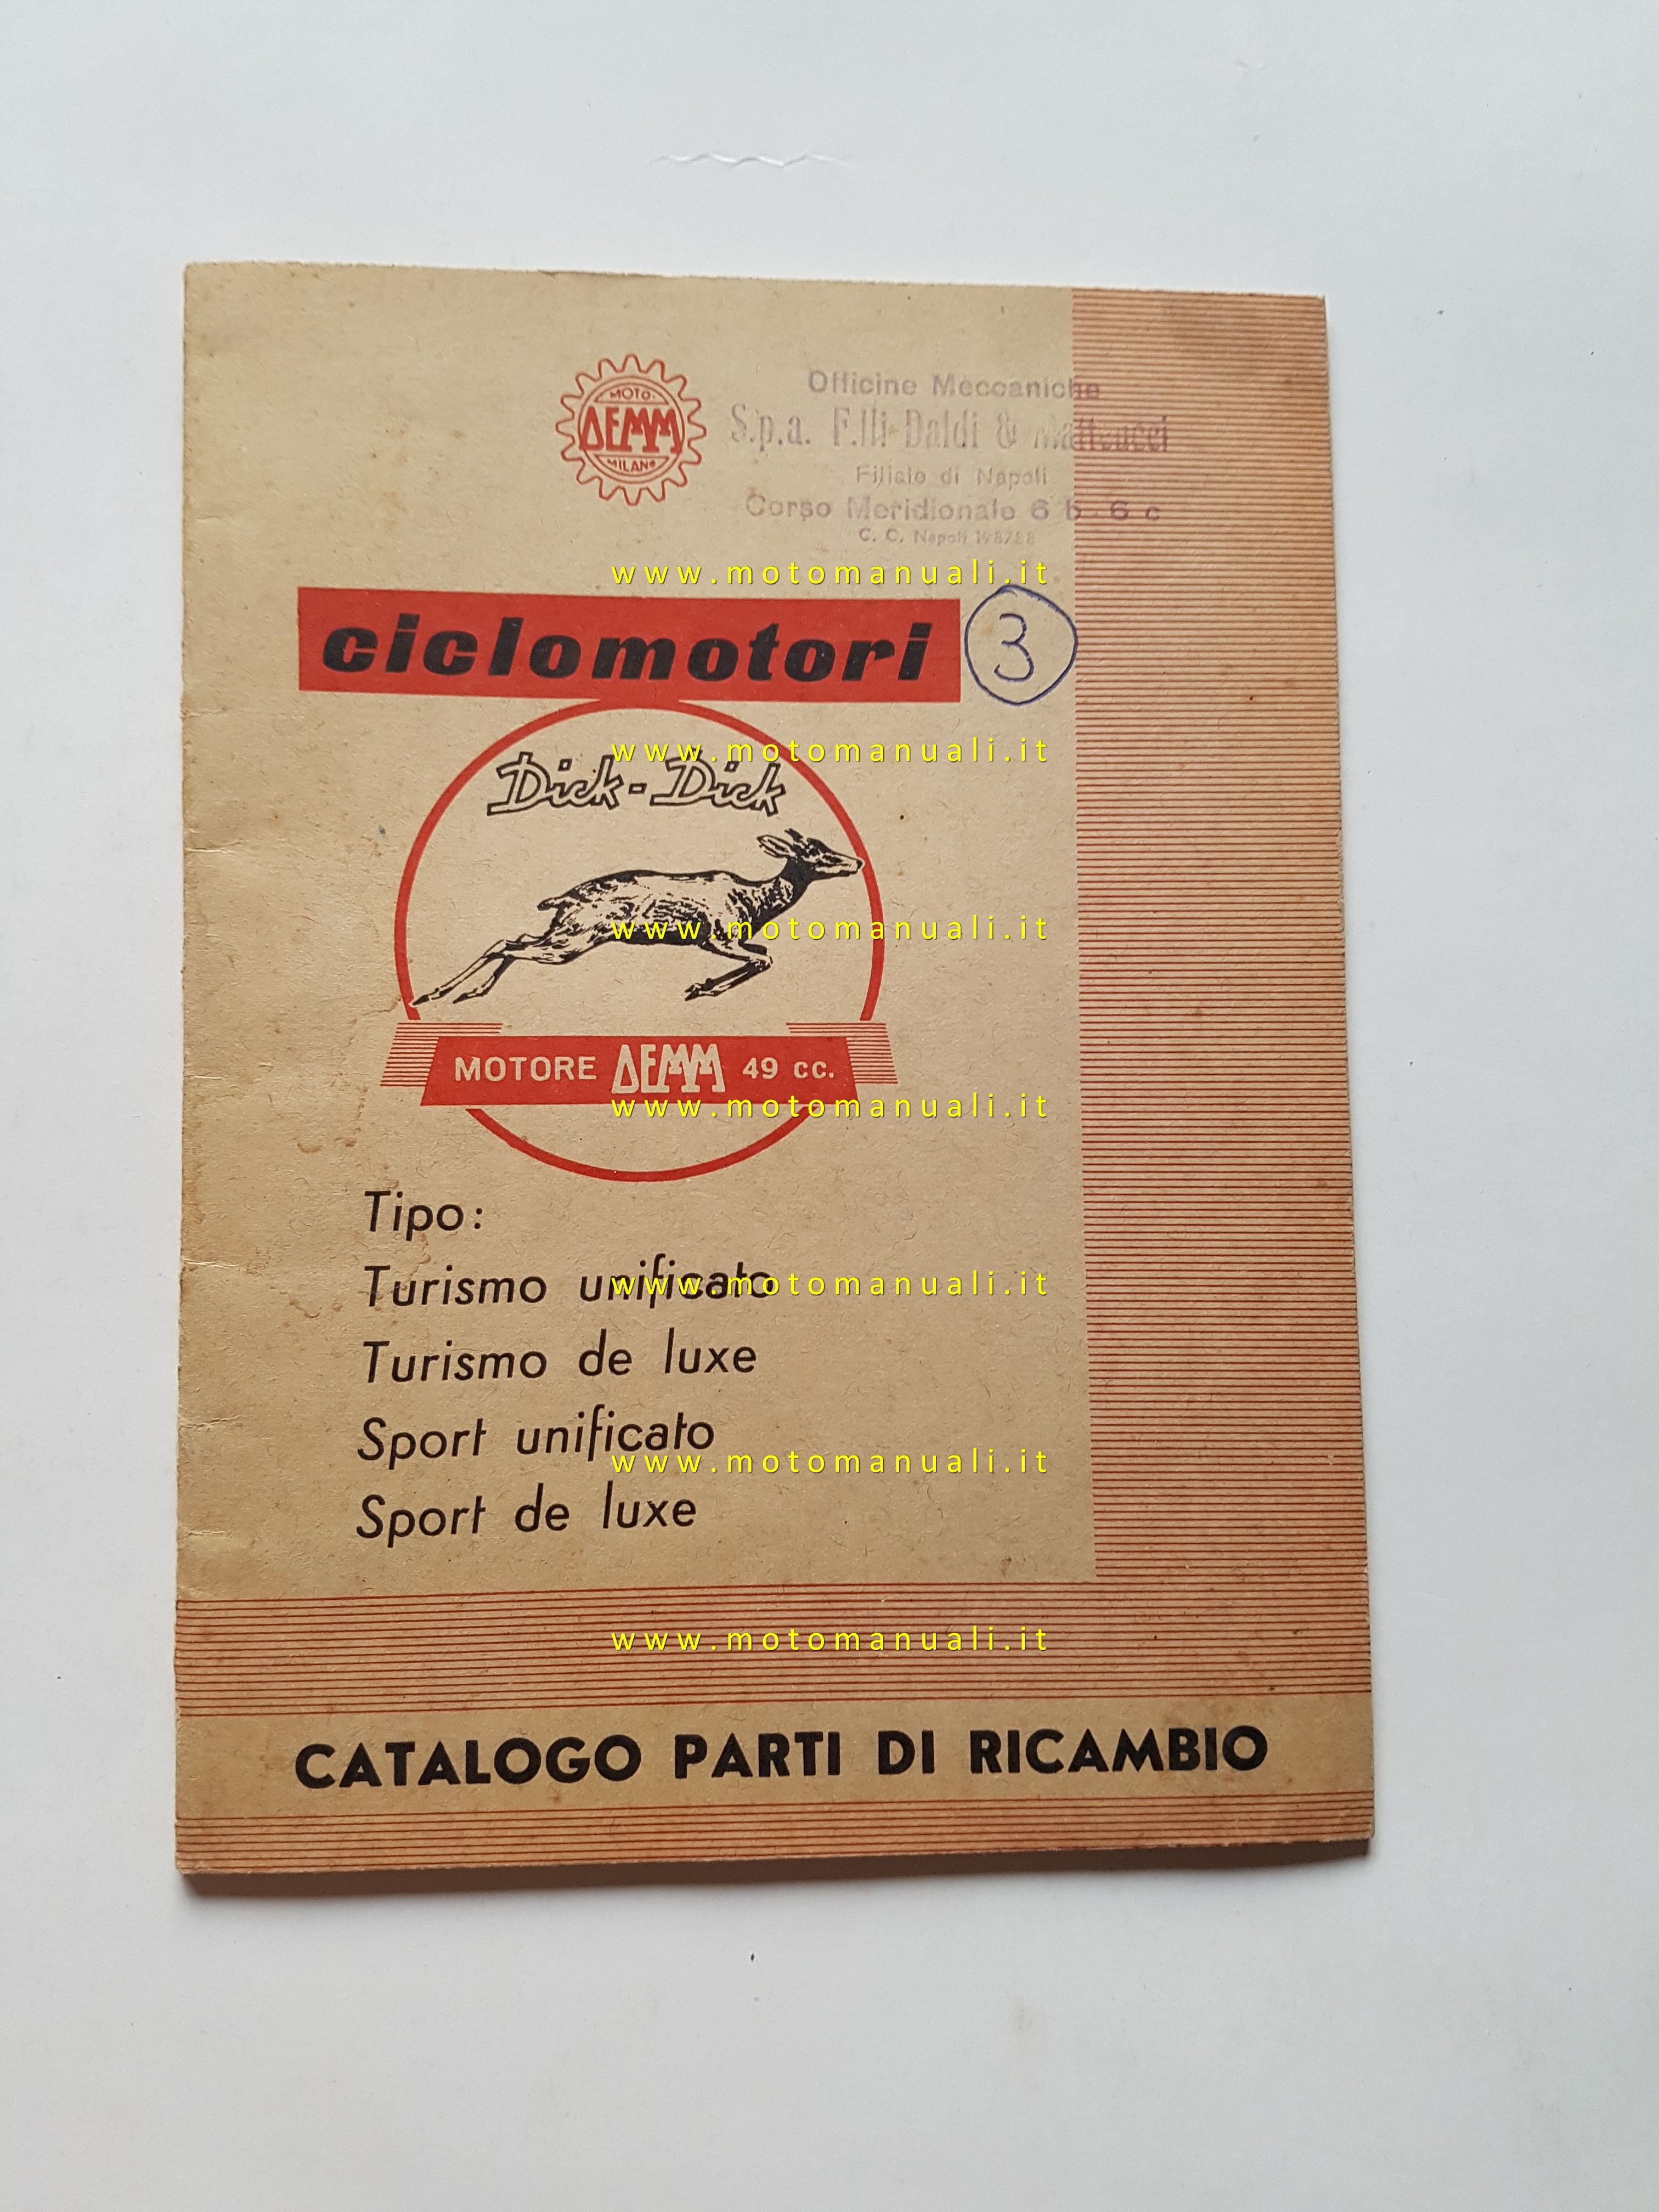 MOTO
DEMM
MILANO
Officine Meccaniche
S.p.a. F.lli Daldi & Matteucci
Filiale di Napoli
Corso Meridionale 6 b - 6 c
C. C. Napoli
www.motomanuali.it
ciclomotori
3
www.motomanuali.it
Dick-Dick
www.motomanuali.it
MOTORE DEMM 49 cc.
www.motomanuali.it
Tipo:
Turismo unificato
www.motomanuali.it
Turismo de luxe
Sport unificato
www.motomanuali.it
Sport de luxe
www.motomanuali.it
CATALOGO PARTI DI RICAMBIO